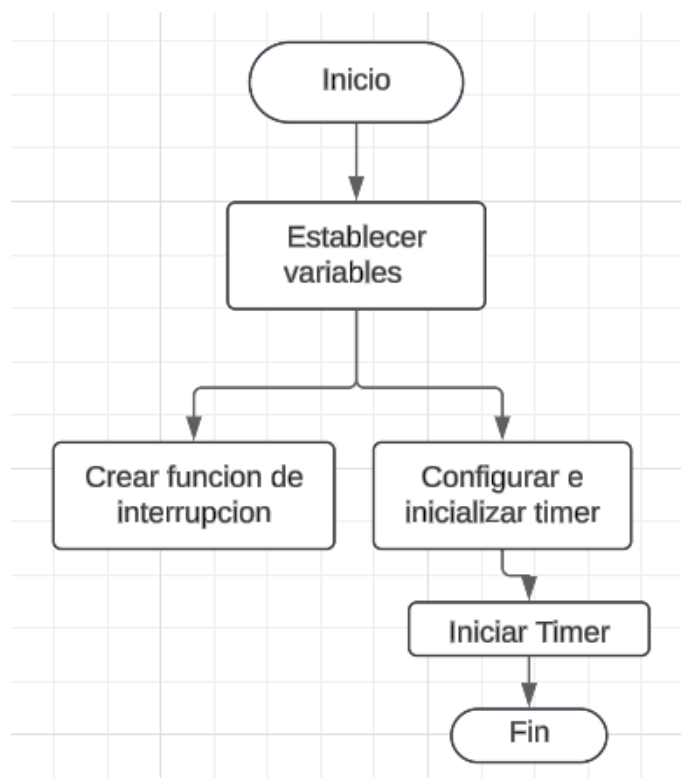 Inicio
Establecer
variables
Crear funcion de
interrupcion
Configurar e
inicializar timer
Iniciar Timer
Fin